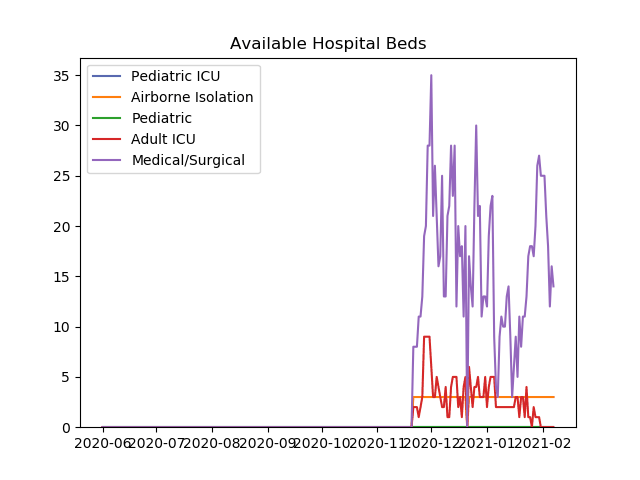 Available Hospital Beds
Pediatric ICU
Airborne Isolation
Pediatric
Adult ICU
Medical/Surgical
35
30
25
20
15
10
5
0
2020-06 2020-07 2020-08 2020-09 2020-10 2020-11 2020-12 2021-01 2021-02